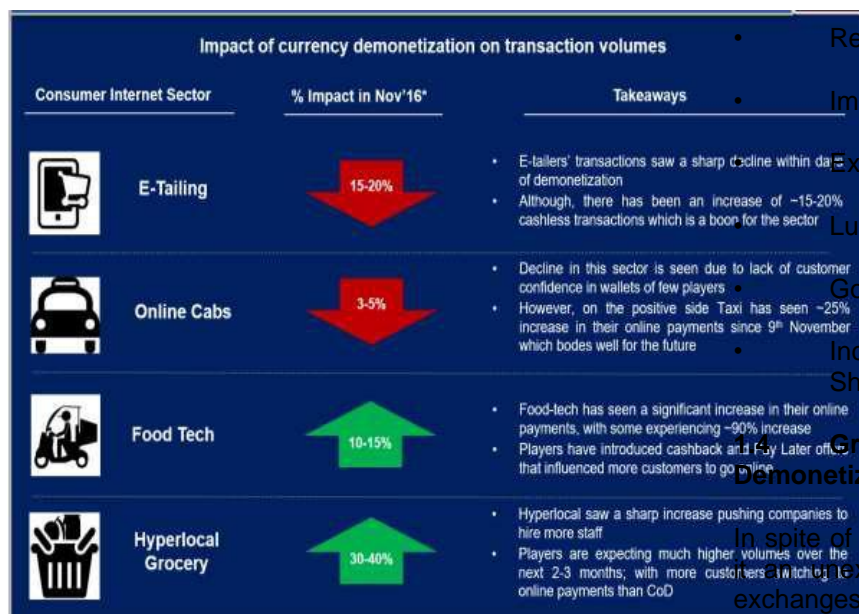 Impact of currency demonetization on transaction volumes
Consumer Internet Sector
% Impact in Nov'16*
Takeaways
E-Tailing
15-20%
• E-tailers' transactions saw a sharp decline within days
of demonetization
• Although, there has been an increase of ~15-20%
cashless transactions which is a boon for the sector
Online Cabs
3-5%
• Decline in this sector is seen due to lack of customer
confidence in wallets of few players
• However, on the positive side Taxi has seen ~25%
increase in their online payments since 9th November
which bodes well for the future
Food Tech
10-15%
• Food-tech has seen a significant increase in their online
payments, with some experiencing ~90% increase
• Players have introduced cashback and Pay Later offers
that influenced more customers to go online
Hyperlocal
Grocery
30-40%
• Hyperlocal saw a sharp increase pushing companies to
hire more staff
• Players are expecting much higher volumes over the
next 2-3 months; with more customers switching to
online payments than CoD
• Re
• Im
• Ex
• Lu
• Go
• Inc
Sh
1.4 Gr
Demonetiz
In spite of
it, an unex
exchanges